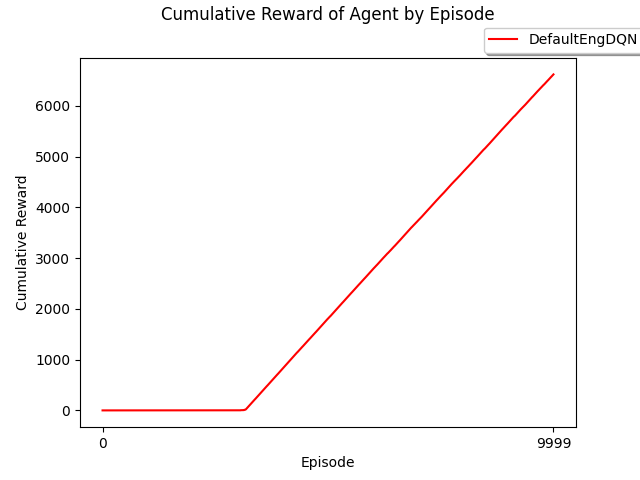 Cumulative Reward of Agent by Episode
DefaultEngDQN
6000
5000
4000
3000
2000
1000
0
Cumulative Reward
0
9999
Episode